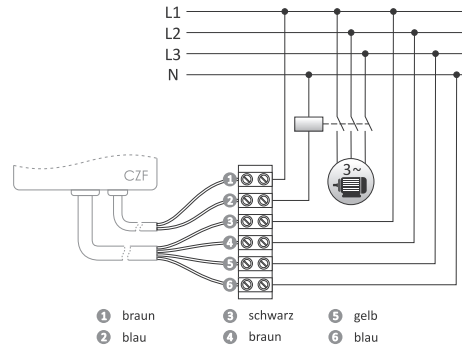 L1
L2
L3
N
3~
CZF
1
2
3
4
5
6
1 braun
3 schwarz
5 gelb
2 blau
4 braun
6 blau